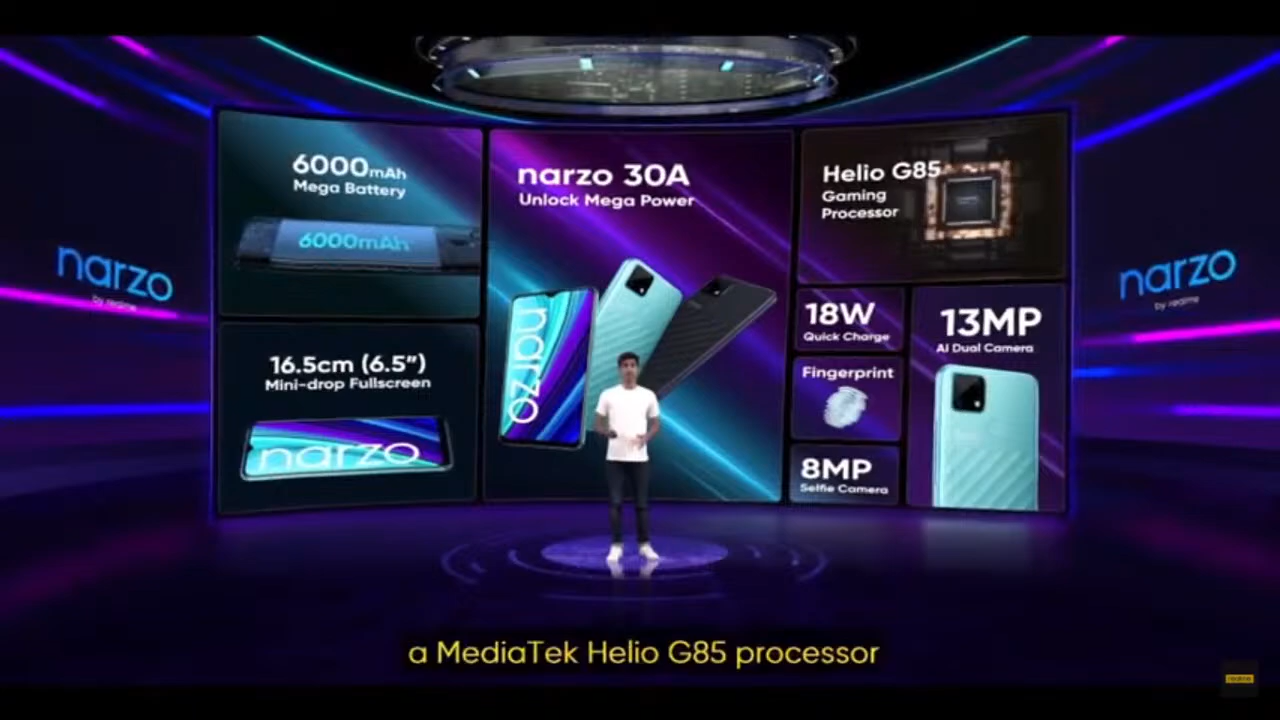 6000mAh
Mega Battery
6000mAh
16.5cm (6.5”)
Mini-drop Fullscreen
narzo
narzo 30A
Unlock Mega Power
narzo
Helio G85
Gaming
Processor
18W
Quick Charge
Fingerprint
8MP
Selfie Camera
13MP
AI Dual Camera
narzo
by realme
narzo
by realme
a MediaTek Helio G85 processor
realme